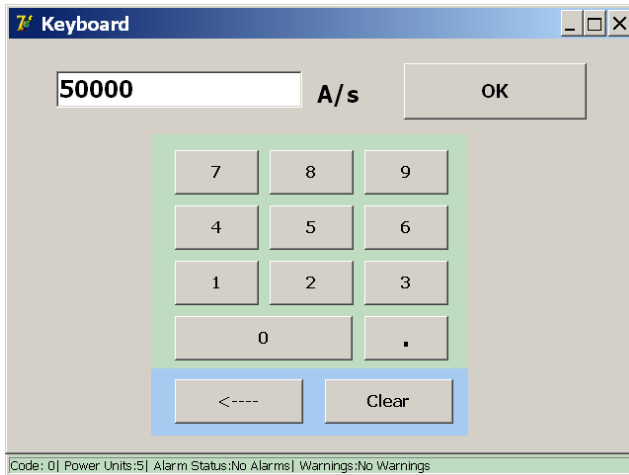 Keyboard
50000 A/s OK
7 8 9
4 5 6
1 2 3
0 .
<---- Clear
Code: 0| Power Units:5| Alarm Status:No Alarms| Warnings:No Warnings